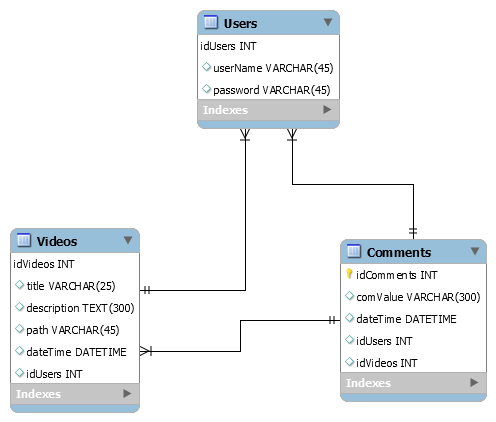 Users
idUsers INT
userName VARCHAR(45)
password VARCHAR(45)
Indexes
Videos
idVideos INT
title VARCHAR(25)
description TEXT(300)
path VARCHAR(45)
dateTime DATETIME
idUsers INT
Indexes
Comments
idComments INT
comValue VARCHAR(300)
dateTime DATETIME
idUsers INT
idVideos INT
Indexes